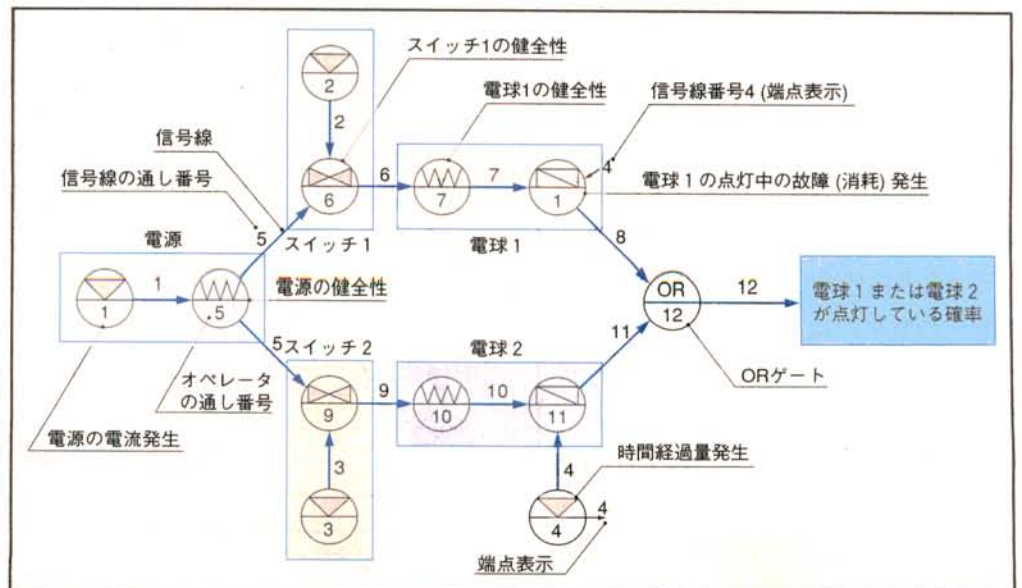 スイッチ1の健全性
2
電球1の健全性
信号線番号4 (端点表示)
信号線
2
信号線の通し番号
6
7
4
6
7
1
電球1の点灯中の故障 (消耗) 発生
5
スイッチ1
電球1
8
電源
1
電源の健全性
OR
12
12
電球1または電球2
が点灯している確率
1
5
5
スイッチ2
電球2
11
オペレータ
の通し番号
9
9
10
10
11
ORゲート
電源の電流発生
3
4
時間経過量発生
3
4
4
端点表示